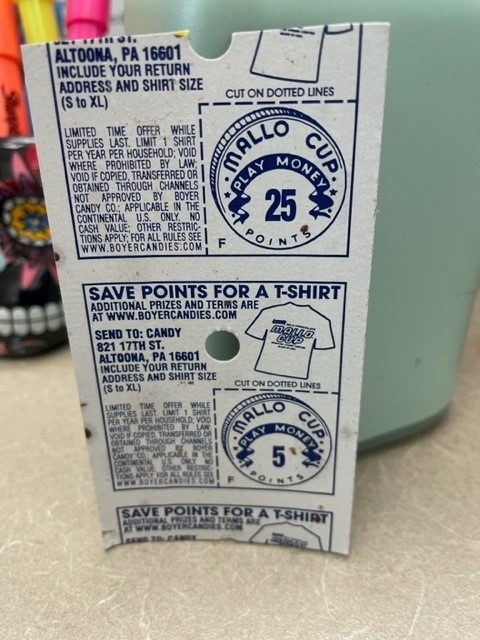 821 17TH ST.
ALTOONA, PA 16601
INCLUDE YOUR RETURN
ADDRESS AND SHIRT SIZE
(S to XL)
CUT ON DOTTED LINES
LIMITED TIME OFFER WHILE
SUPPLIES LAST. LIMIT 1 SHIRT
PER YEAR PER HOUSEHOLD; VOID
WHERE PROHIBITED BY LAW;
VOID IF COPIED, TRANSFERRED OR
OBTAINED THROUGH CHANNELS
NOT APPROVED BY BOYER
CANDY CO.; APPLICABLE IN THE
CONTINENTAL U.S. ONLY. NO
CASH VALUE; OTHER RESTRIC-
TIONS APPLY; FOR ALL RULES SEE
WWW.BOYERCANDIES.COM
MALLO CUP
PLAY MONEY
25
POINTS
F
SAVE POINTS FOR A T-SHIRT
ADDITIONAL PRIZES AND TERMS ARE
AT WWW.BOYERCANDIES.COM
SEND TO: CANDY
821 17TH ST.
ALTOONA, PA 16601
INCLUDE YOUR RETURN
ADDRESS AND SHIRT SIZE
(S to XL)
MALLO
CUP
CUT ON DOTTED LINES
LIMITED TIME OFFER WHILE
SUPPLIES LAST. LIMIT 1 SHIRT
PER YEAR PER HOUSEHOLD; VOID
WHERE PROHIBITED BY LAW;
VOID IF COPIED, TRANSFERRED OR
OBTAINED THROUGH CHANNELS
NOT APPROVED BY BOYER
CANDY CO.; APPLICABLE IN THE
CONTINENTAL U.S. ONLY. NO
CASH VALUE; OTHER RESTRIC-
TIONS APPLY; FOR ALL RULES SEE
WWW.BOYERCANDIES.COM
MALLO CUP
PLAY MONEY
5
POINTS
F
SAVE POINTS FOR A T-SHIRT
ADDITIONAL PRIZES AND TERMS ARE
AT WWW.BOYERCANDIES.COM
SEND TO: CANDY
Sharpie